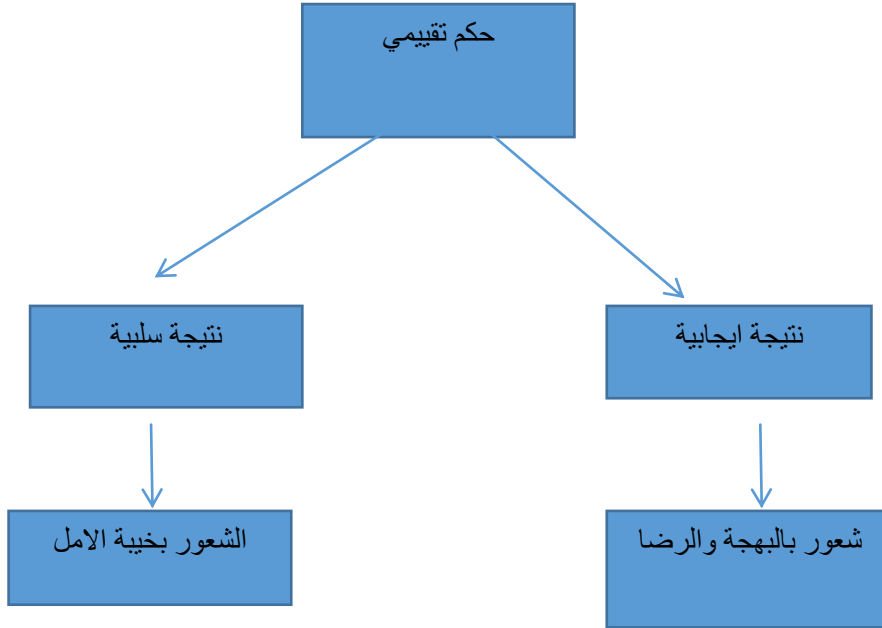 حكم تقييمي
نتيجة ايجابية
نتيجة سلبية
شعور بالبهجة والرضا
الشعور بخيبة الامل